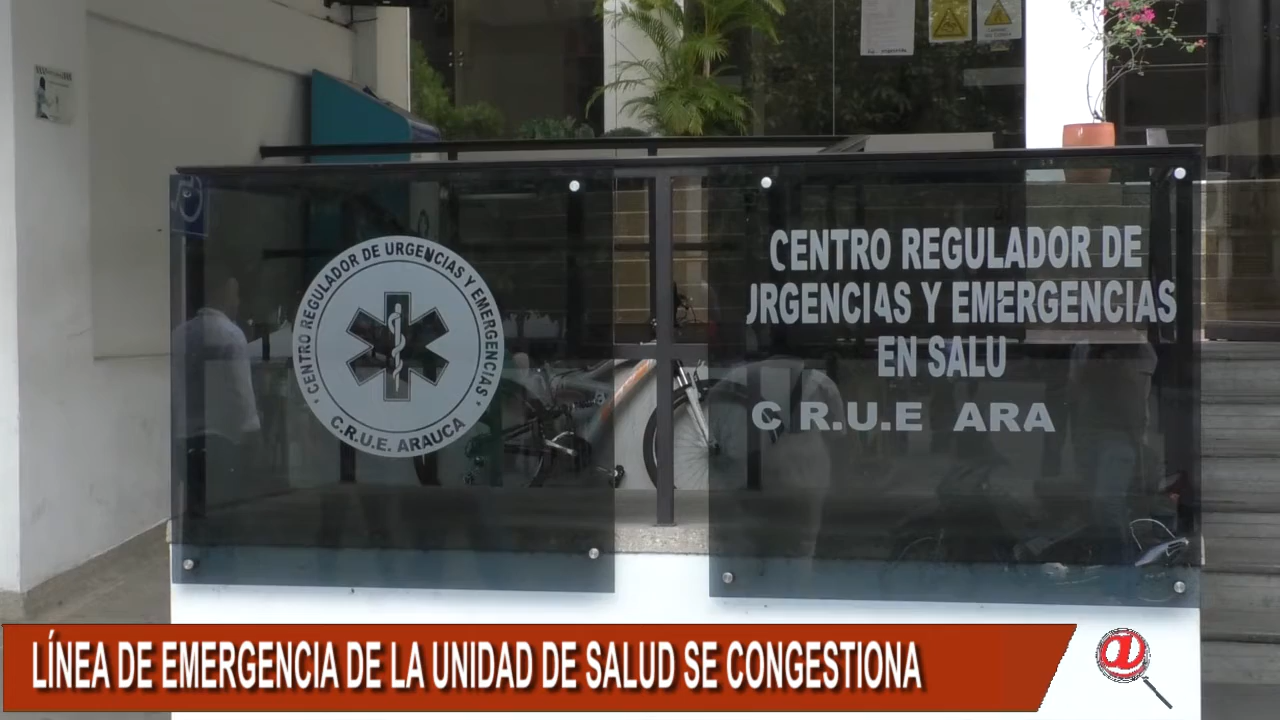 CENTRO REGULADOR DE URGENCIAS Y EMERGENCIAS
C.R.U.E. ARAUCA
CENTRO REGULADOR DE
URGENCIAS Y EMERGENCIAS
EN SALU
C R.U.E ARA
LÍNEA DE EMERGENCIA DE LA UNIDAD DE SALUD SE CONGESTIONA
@